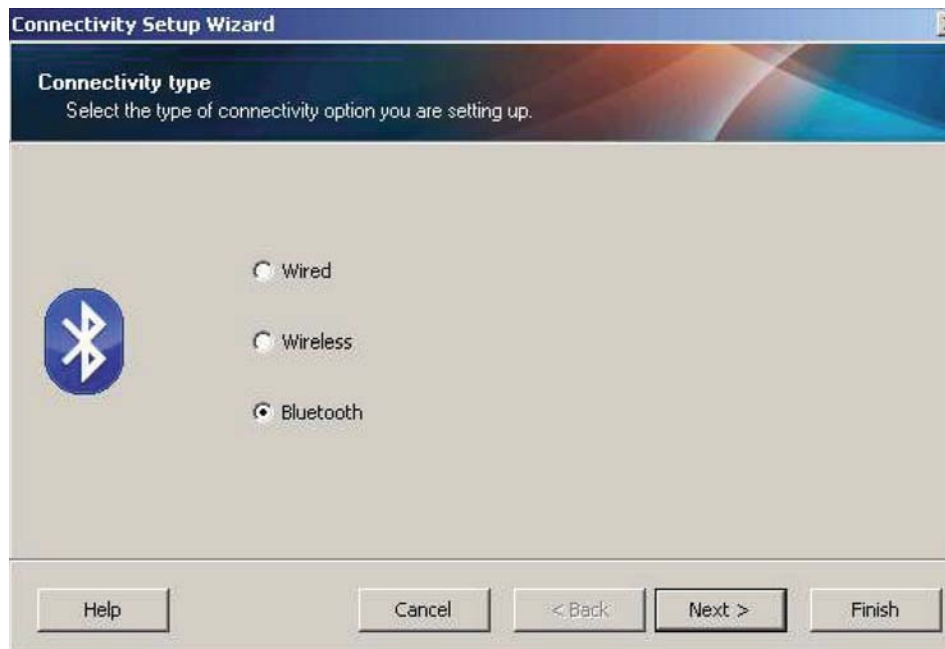 Connectivity Setup Wizard
Connectivity type
Select the type of connectivity option you are setting up.
Wired
Wireless
Bluetooth
Help Cancel < Back Next > Finish